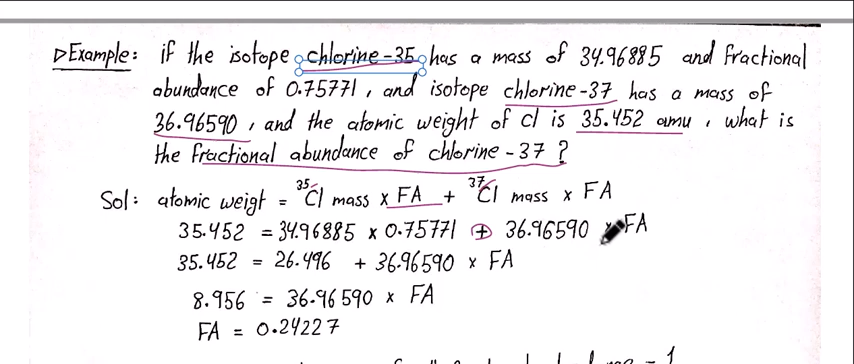 ▷Example: if the isotope chlorine-35 has a mass of 34.96885 and fractional
abundance of 0.75771, and isotope chlorine-37 has a mass of
36.96590, and the atomic weight of Cl is 35.452 amu, what is
the fractional abundance of chlorine-37?
Sol: atomic weigt = ³⁵Cl mass x FA + ³⁷Cl mass x FA
35.452 = 34.96885 x 0.75771 + 36.96590 x FA
35.452 = 26.496 + 36.96590 x FA
8.956 = 36.96590 x FA
FA = 0.24227